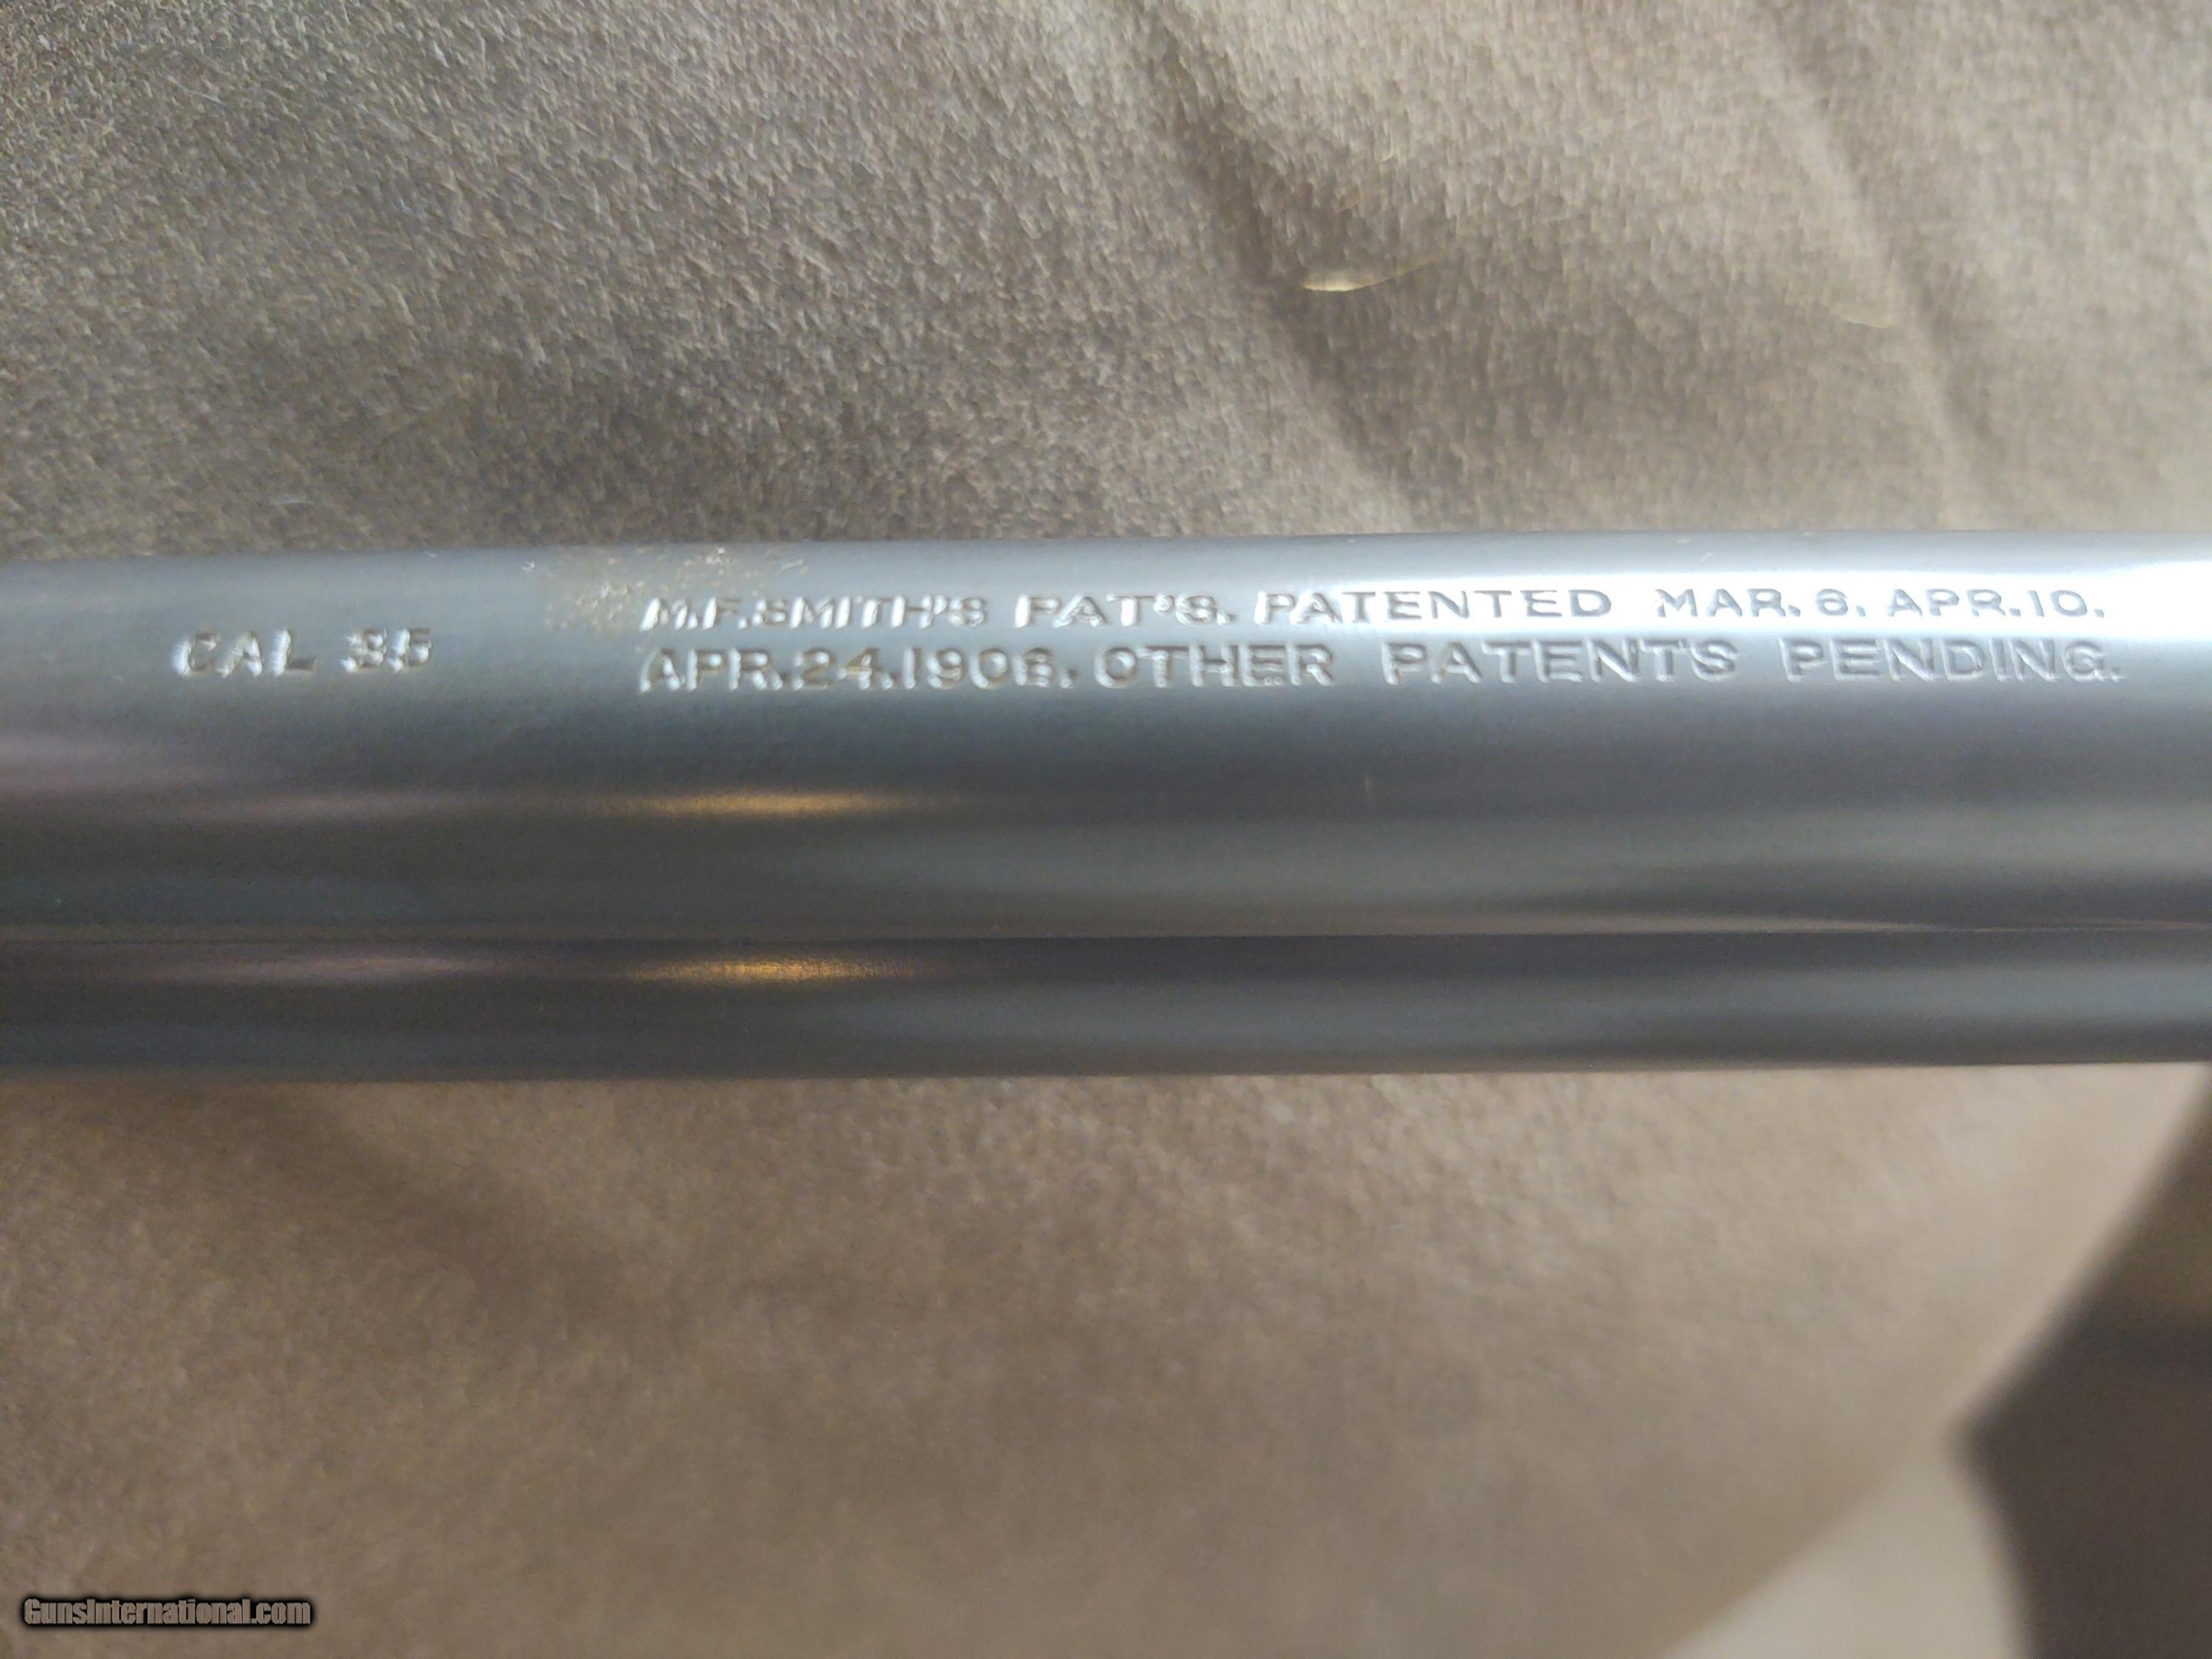 CAL 35
M.F.SMITH'S PAT'S. PATENTED MAR. 6. APR.10.
APR.24.1906. OTHER PATENTS PENDING.
GunsInternational.com